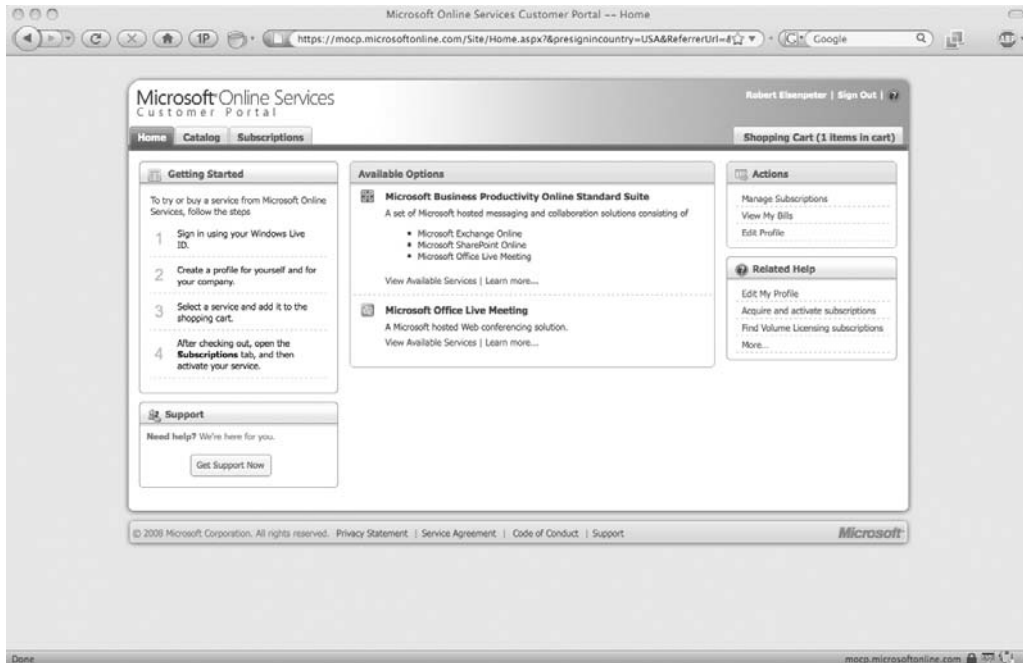 Microsoft Online Services Customer Portal -- Home
1P
https://mocp.microsoftonline.com/Site/Home.aspx?&presignincountry=USA&ReferrerUrl=
Google
ABP
Microsoft Online Services
Customer Portal
Robert Elsenpeter | Sign Out |
Home
Catalog
Subscriptions
Shopping Cart (1 items in cart)
Getting Started
To try or buy a service from Microsoft Online
Services, follow the steps
1 Sign in using your Windows Live
ID.
2 Create a profile for yourself and for
your company.
3 Select a service and add it to the
shopping cart.
4 After checking out, open the
Subscriptions tab, and then
activate your service.
Support
Need help? We're here for you.
Get Support Now
Available Options
Microsoft Business Productivity Online Standard Suite
A set of Microsoft hosted messaging and collaboration solutions consisting of
• Microsoft Exchange Online
• Microsoft SharePoint Online
• Microsoft Office Live Meeting
View Available Services | Learn more...
Microsoft Office Live Meeting
A Microsoft hosted Web conferencing solution.
View Available Services | Learn more...
Actions
Manage Subscriptions
View My Bills
Edit Profile
Related Help
Edit My Profile
Acquire and activate subscriptions
Find Volume Licensing subscriptions
More...
© 2008 Microsoft Corporation. All rights reserved. Privacy Statement | Service Agreement | Code of Conduct | Support
Microsoft
Done
mocp.microsoftonline.com